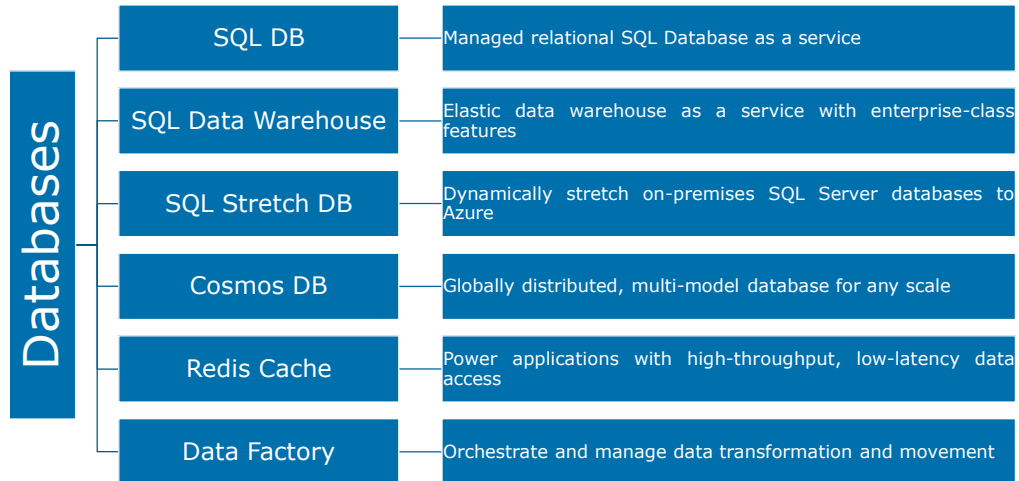 Databases
SQL DB
Managed relational SQL Database as a service
SQL Data Warehouse
Elastic data warehouse as a service with enterprise-class
features
SQL Stretch DB
Dynamically stretch on-premises SQL Server databases to
Azure
Cosmos DB
Globally distributed, multi-model database for any scale
Redis Cache
Power applications with high-throughput, low-latency data
access
Data Factory
Orchestrate and manage data transformation and movement